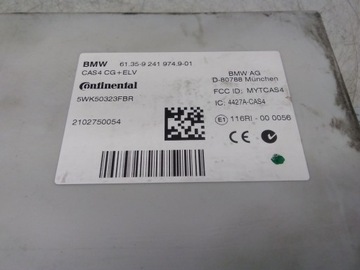 BMW 61.35-9 241 974.9-01
CAS4 CG+ELV
Continental
5WK50323FBR
2102750054
BMW AG
D-80788 München
FCC ID: MYTCAS4
IC: 4427A-CAS4
E1 116RI - 00 0056